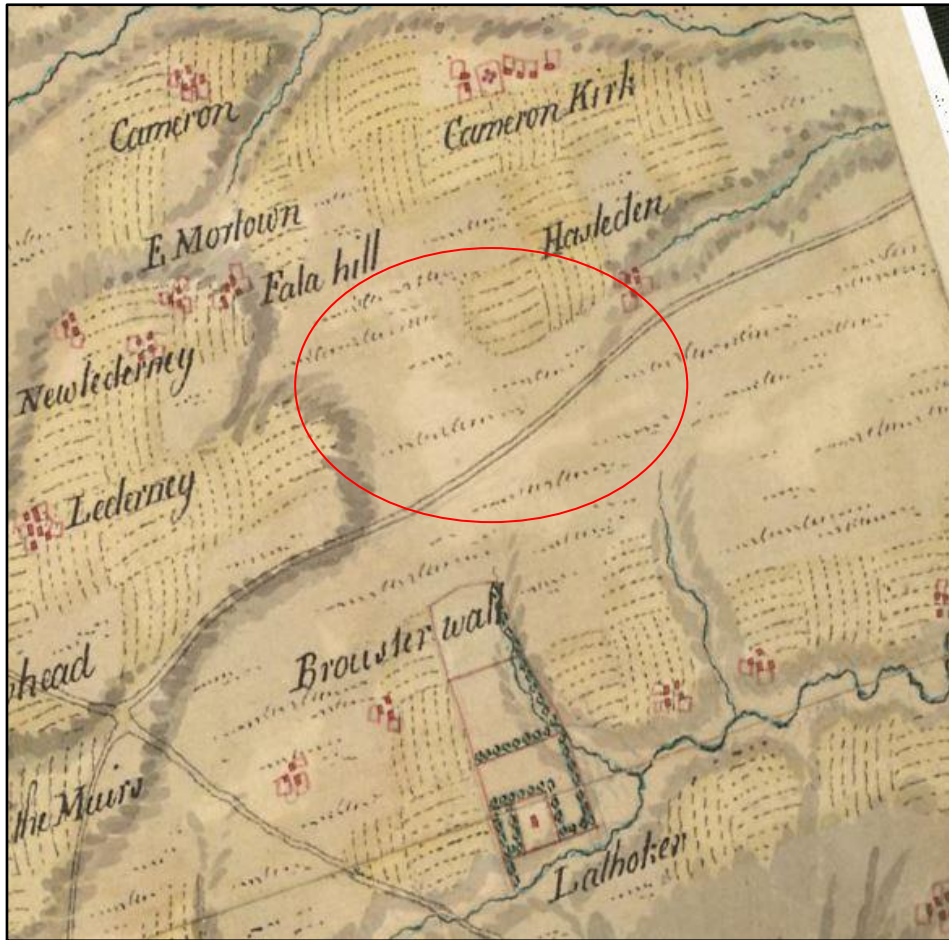 Cameron
Cameron Kirk
E Mortown
Fala hill
Hasleden
Newlederney
Lederney
Brouster wall
head
the Muirs
Lathoker